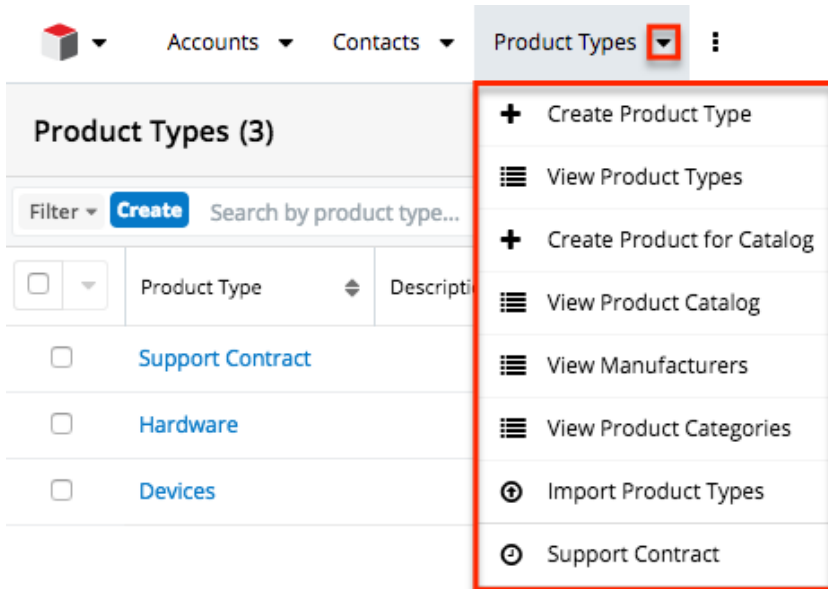 Accounts Contacts Product Types
Product Types (3)
Filter Create Search by product type...
Product Type Descripti
Support Contract
Hardware
Devices
Create Product Type
View Product Types
Create Product for Catalog
View Product Catalog
View Manufacturers
View Product Categories
Import Product Types
Support Contract